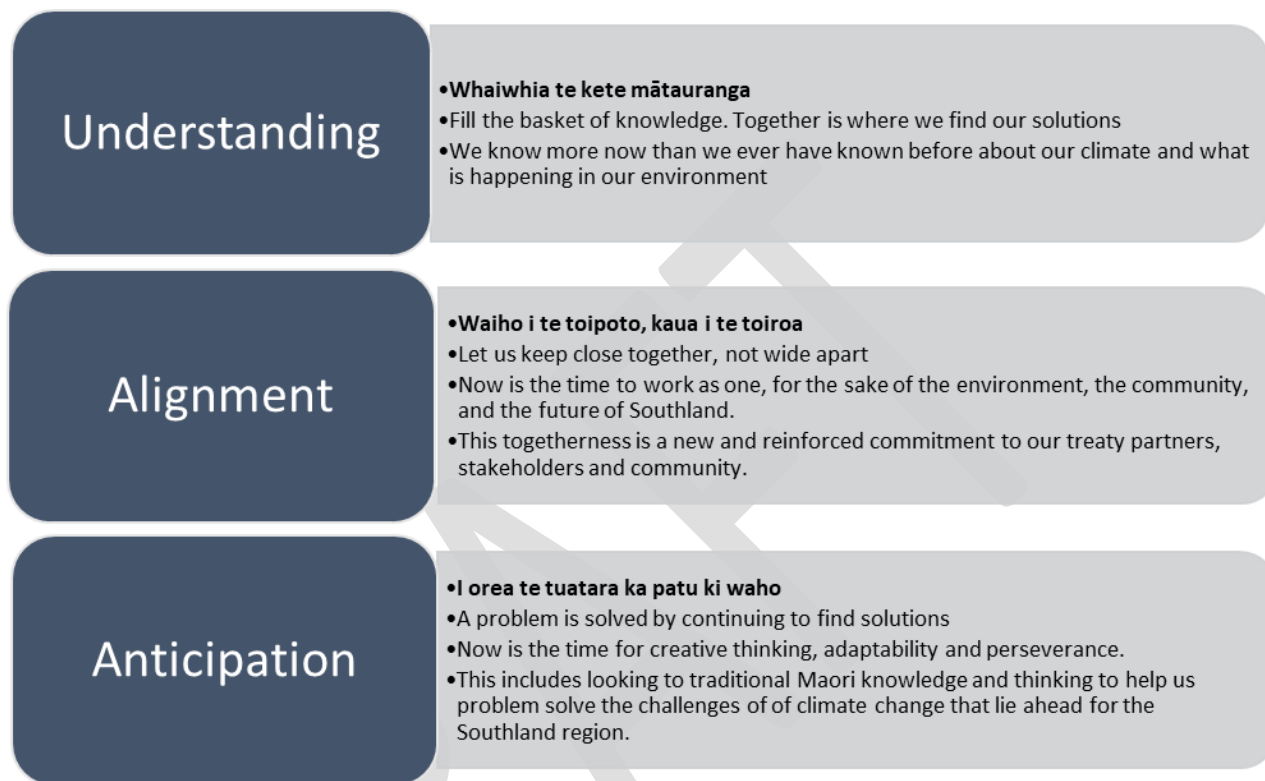 Understanding
•Whaiwhia te kete mātauranga
•Fill the basket of knowledge. Together is where we find our solutions
•We know more now than we ever have known before about our climate and what
is happening in our environment
Alignment
•Waiho i te toipoto, kaua i te toiroa
•Let us keep close together, not wide apart
•Now is the time to work as one, for the sake of the environment, the community,
and the future of Southland.
•This togetherness is a new and reinforced commitment to our treaty partners,
stakeholders and community.
Anticipation
•I orea te tuatara ka patu ki waho
•A problem is solved by continuing to find solutions
•Now is the time for creative thinking, adaptability and perseverance.
•This includes looking to traditional Maori knowledge and thinking to help us
problem solve the challenges of of climate change that lie ahead for the
Southland region.